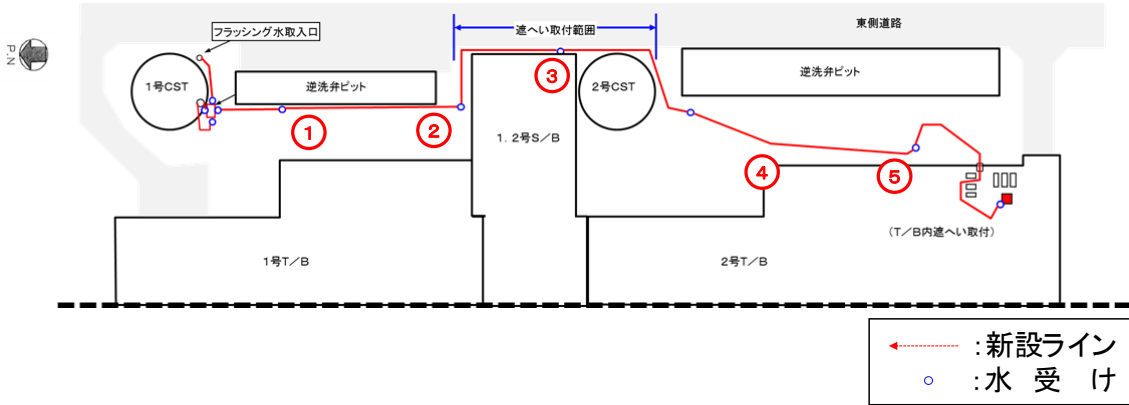 遮へい取付範囲
東側道路
フラッシング水取入口
P.N
1号CST
逆洗弁ピット
③
2号CST
逆洗弁ピット
①
②
1.2号S/B
④
⑤
(T/B内遮へい取付)
1号T/B
2号T/B
:新設ライン
:水 受 け